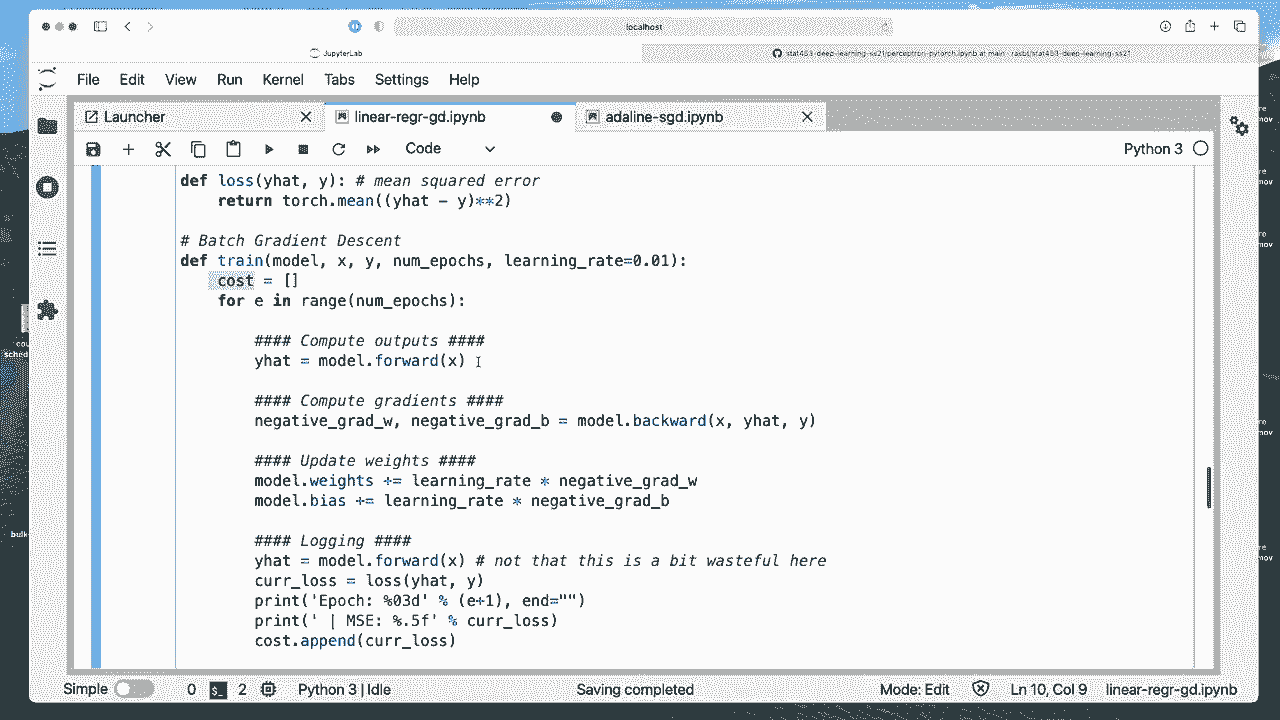 localhost
JupyterLab
stat453-deep-learning-ss21/perceptron-pytorch.ipynb at main · rasbt/stat453-deep-learning-ss21
File Edit View Run Kernel Tabs Settings Help
Launcher
linear-regr-gd.ipynb
adaline-sgd.ipynb
Code
Python 3
def loss(yhat, y): # mean squared error
return torch.mean((yhat - y)**2)
# Batch Gradient Descent
def train(model, x, y, num_epochs, learning_rate=0.01):
cost = []
for e in range(num_epochs):
#### Compute outputs ####
yhat = model.forward(x)
#### Compute gradients ####
negative_grad_w, negative_grad_b = model.backward(x, yhat, y)
#### Update weights ####
model.weights += learning_rate * negative_grad_w
model.bias += learning_rate * negative_grad_b
#### Logging ####
yhat = model.forward(x) # not that this is a bit wasteful here
curr_loss = loss(yhat, y)
print('Epoch: %03d' % (e+1), end="")
print(' | MSE: %.5f' % curr_loss)
cost.append(curr_loss)
Simple 0 2 Python 3 | Idle Saving completed Mode: Edit Ln 10, Col 9 linear-regr-gd.ipynb